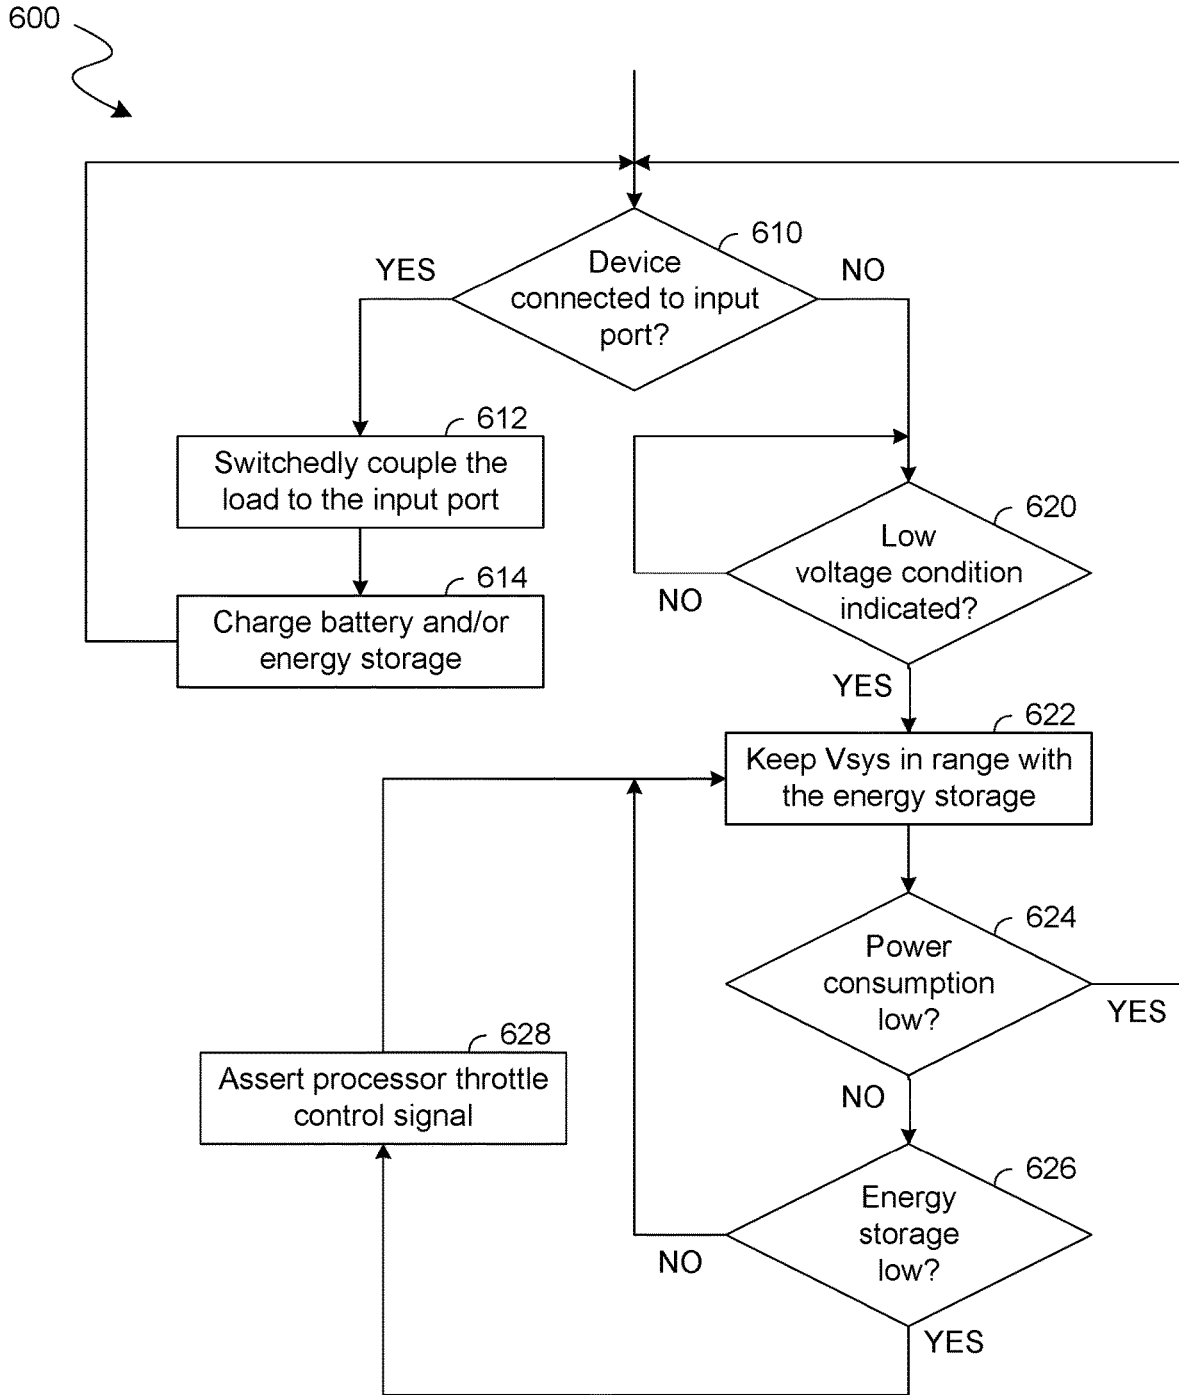 600
610
YES
Device
NO
connected to input
port?
612
Switchedly couple the
load to the input port
620
Low
voltage condition
indicated?
NO
614
Charge battery and/or
energy storage
YES
622
Keep Vsys in range with
the energy storage
624
Power
consumption
low?
YES
628
Assert processor throttle
control signal
NO
626
Energy
storage
low?
NO
YES